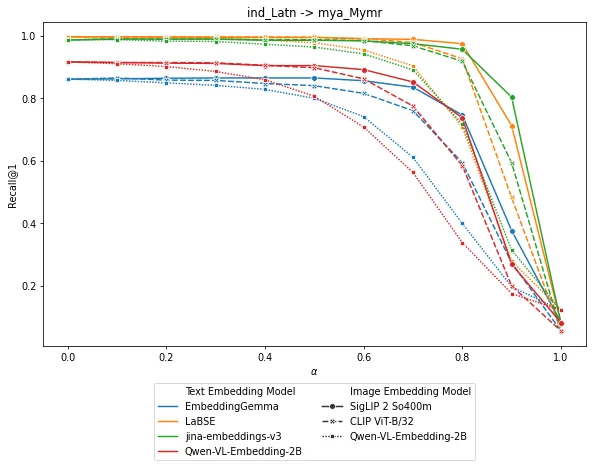 ind_Latn -> mya_Mymr
Recall@1
1.0
0.8
0.6
0.4
0.2
0.0 0.2 0.4 0.6 0.8 1.0
α
Text Embedding Model Image Embedding Model
EmbeddingGemma SigLIP 2 So400m
LaBSE CLIP ViT-B/32
jina-embeddings-v3 Qwen-VL-Embedding-2B
Qwen-VL-Embedding-2B